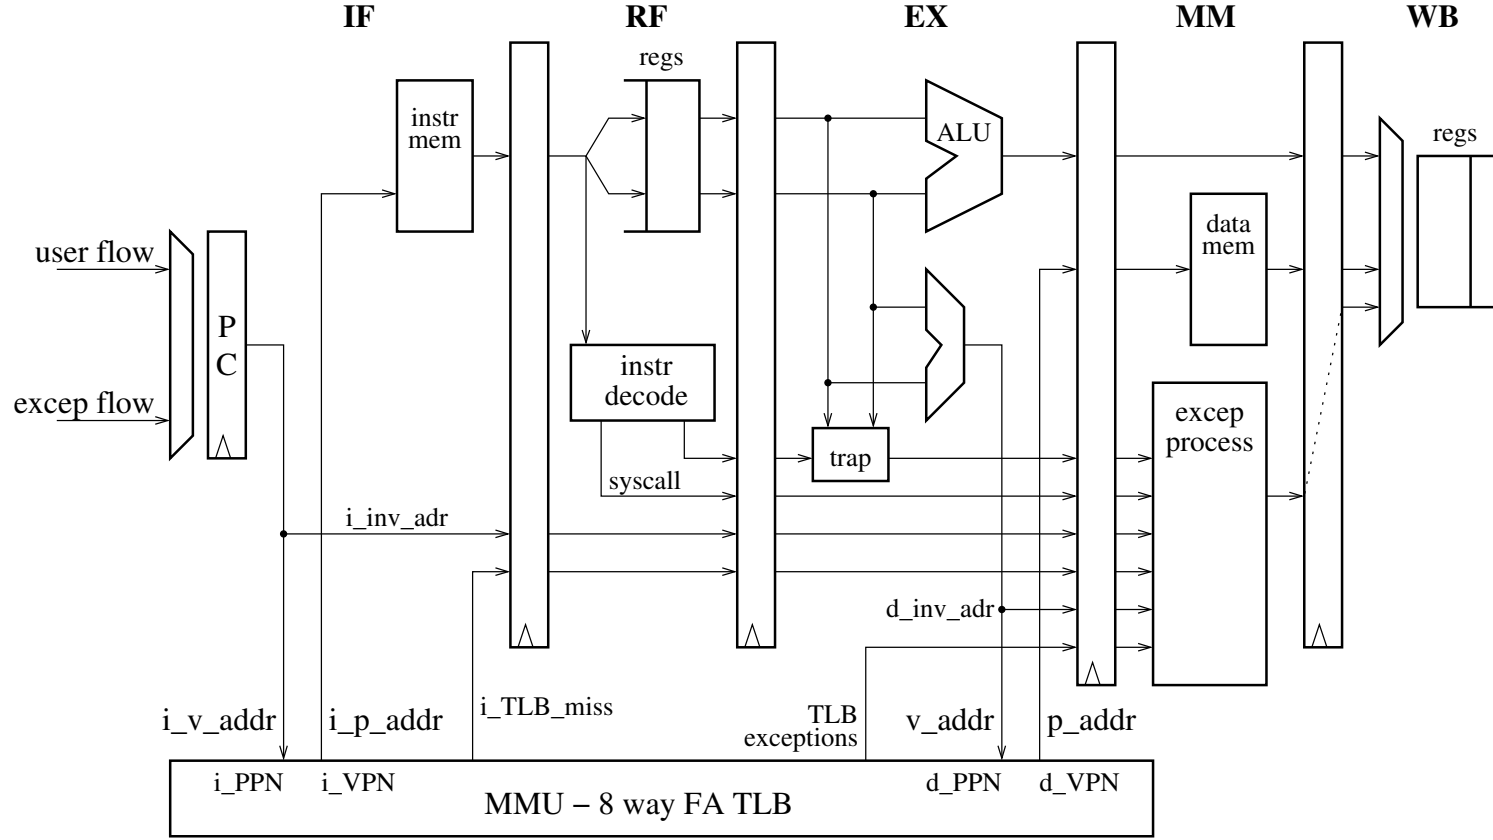 IF RF EX MM WB
regs
instr
mem
ALU
regs
data
mem
user flow
P
C
excep flow
instr
decode
excep
process
trap
syscall
i_inv_adr
d_inv_adr
i_v_addr
i_p_addr
i_TLB_miss
TLB
exceptions
v_addr
p_addr
i_PPN
i_VPN
d_PPN
d_VPN
MMU − 8 way FA TLB